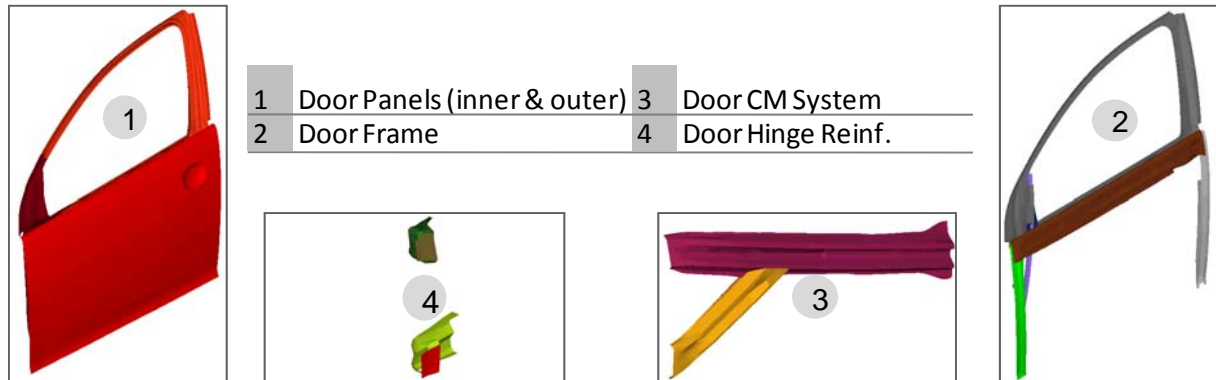 1
1 Door Panels (inner & outer) 3 Door CM System
2 Door Frame 4 Door Hinge Reinf.
2
4
3